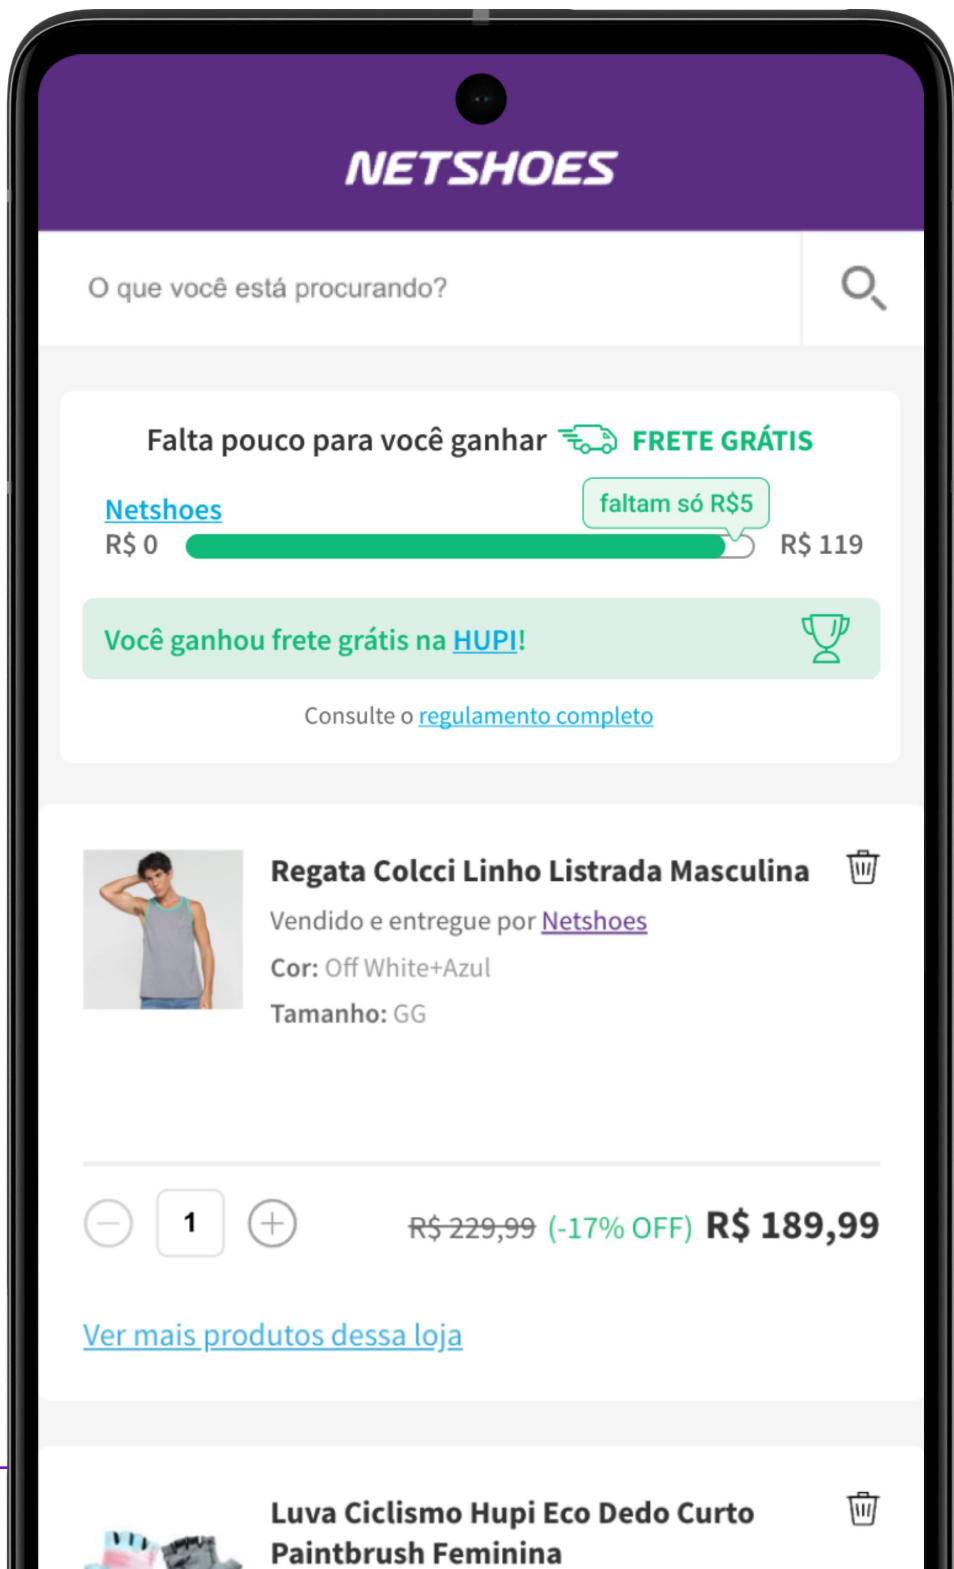 NETSHOES
O que você está procurando?
Falta pouco para você ganhar FRETE GRÁTIS
faltam só R$5
Netshoes
R$ 0 R$ 119
Você ganhou frete grátis na HUPI!
Consulte o regulamento completo
Regata Colcci Linho Listrada Masculina
Vendido e entregue por Netshoes
Cor: Off White+Azul
Tamanho: GG
1 R$ 229,99 (-17% OFF) R$ 189,99
Ver mais produtos dessa loja
Luva Ciclismo Hupi Eco Dedo Curto
Paintbrush Feminina